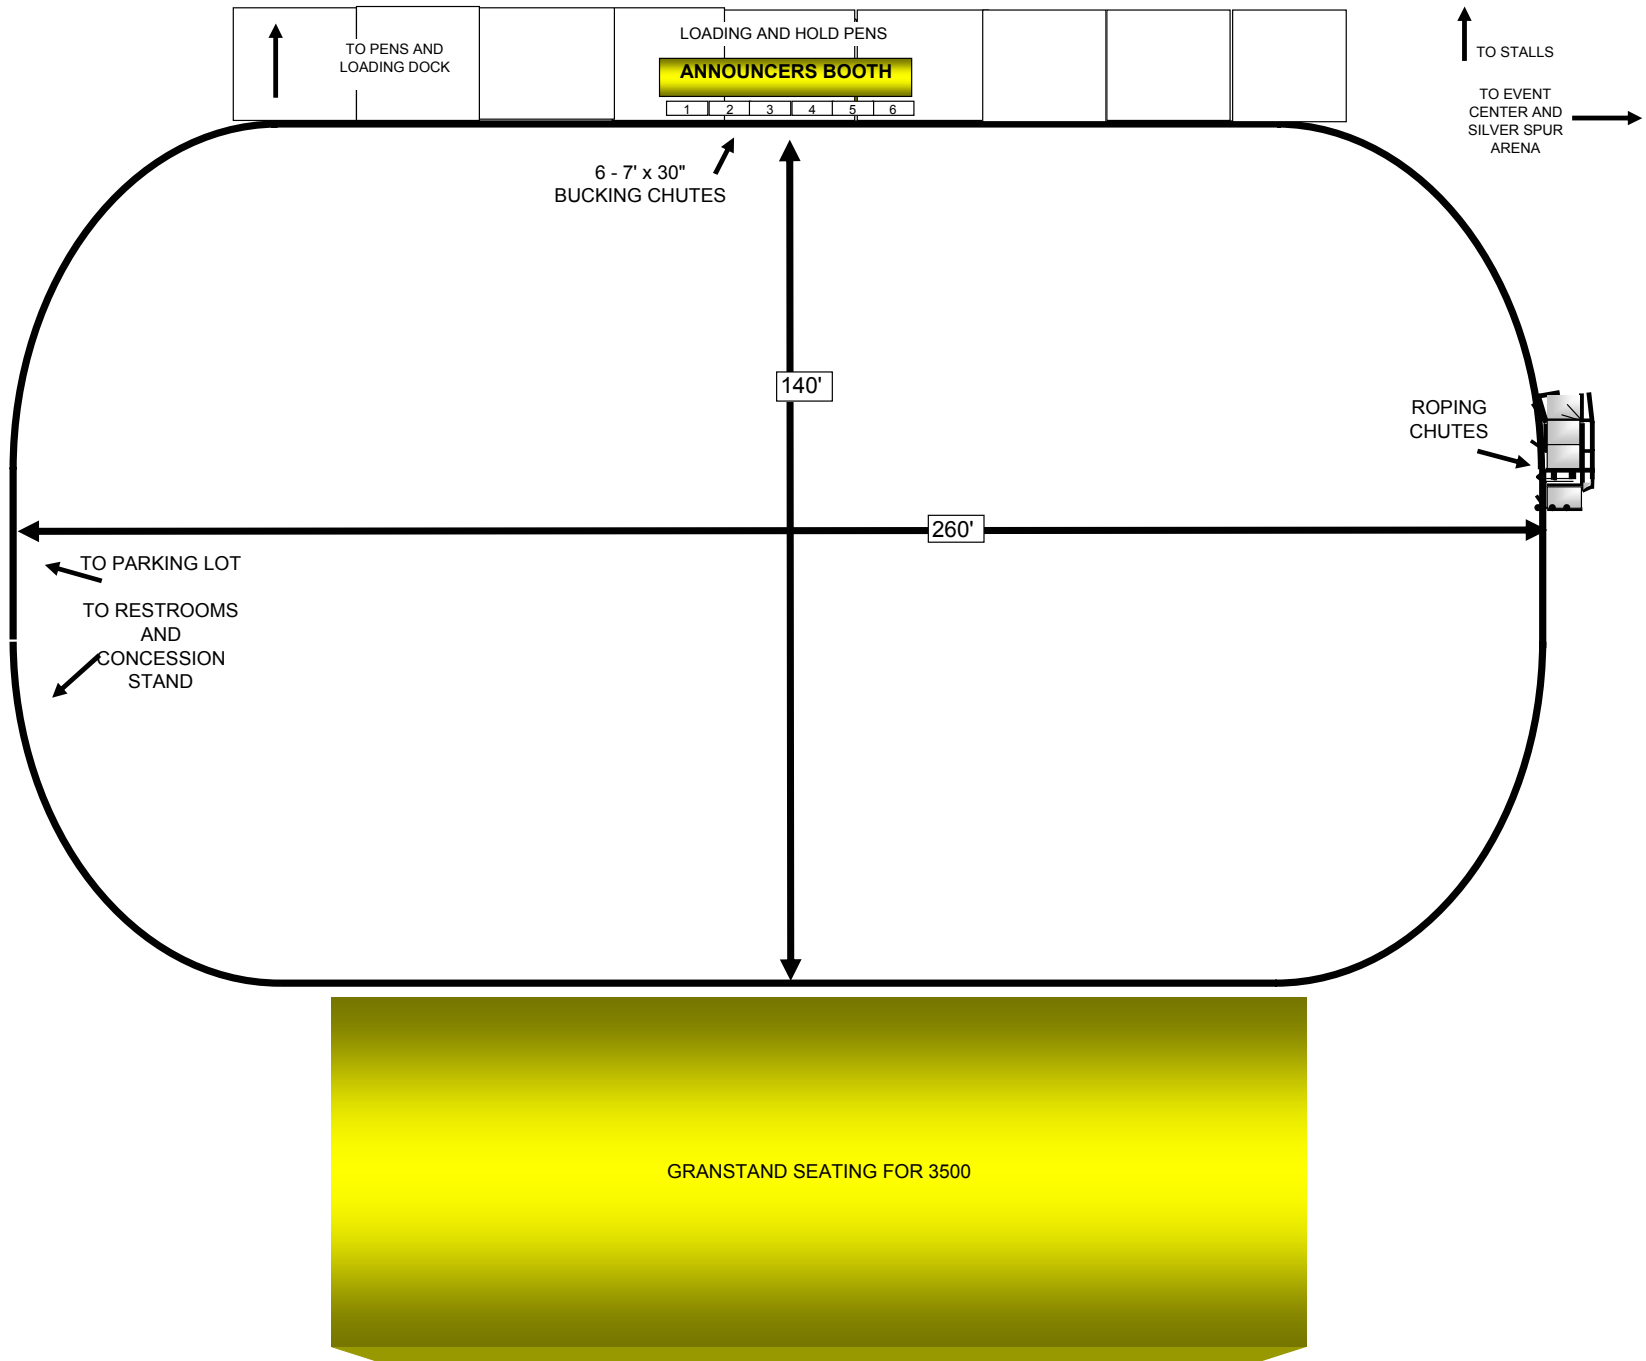 LOADING AND HOLD PENS
TO PENS AND
LOADING DOCK
TO STALLS
ANNOUNCERS BOOTH
1 2 3 4 5 6
TO EVENT
CENTER AND
SILVER SPUR
ARENA
6 - 7' x 30"
BUCKING CHUTES
140'
ROPING
CHUTES
260'
TO PARKING LOT
TO RESTROOMS
AND
CONCESSION
STAND
GRANSTAND SEATING FOR 3500